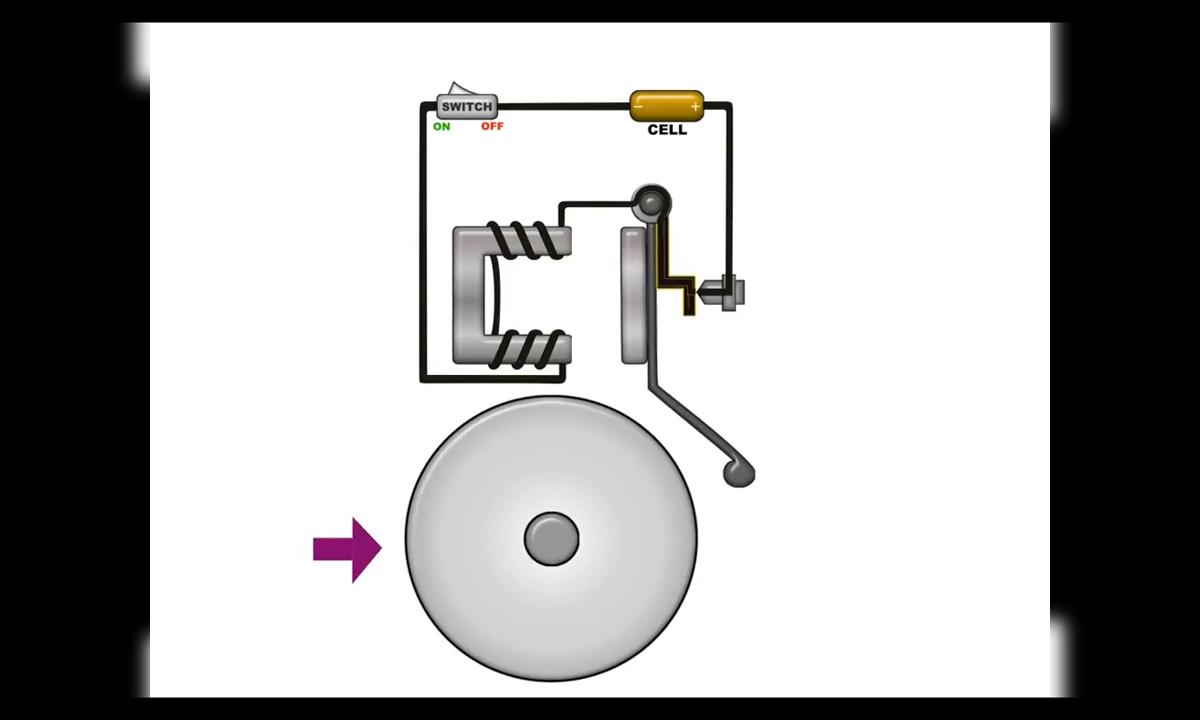 SWITCH
ON OFF
− +
CELL